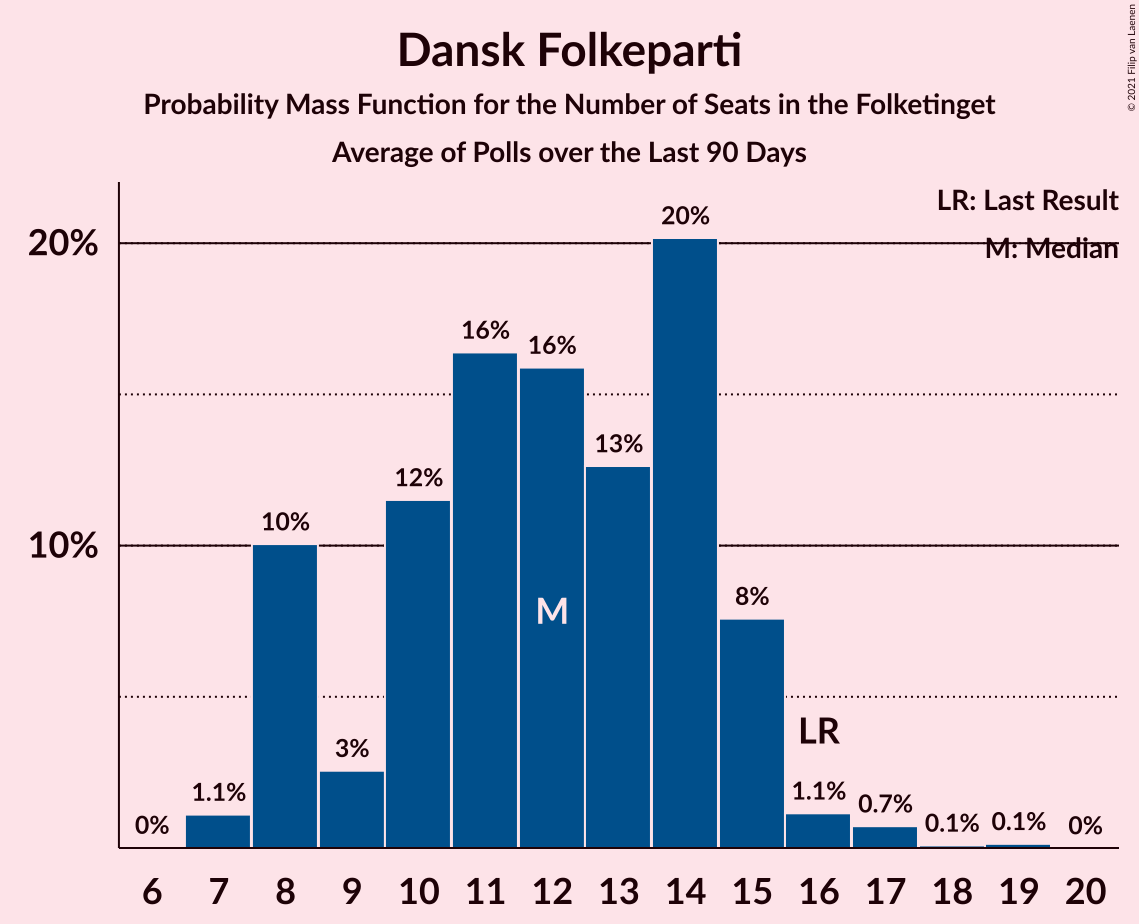 Dansk Folkeparti
Probability Mass Function for the Number of Seats in the Folketinget
Average of Polls over the Last 90 Days
© 2021 Filip van Laenen
LR: Last Result
M: Median
20%
10%
0%
1.1%
10%
3%
12%
16%
16%
13%
20%
8%
1.1%
0.7%
0.1%
0.1%
0%
M
LR
6 7 8 9 10 11 12 13 14 15 16 17 18 19 20